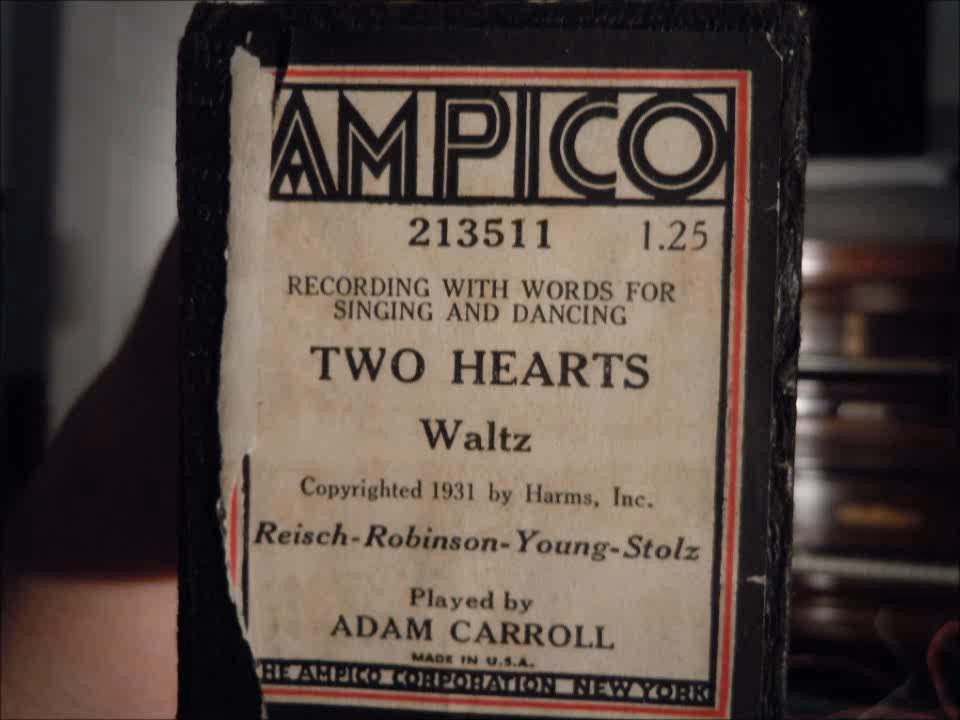 AMPICO
213511 1.25
RECORDING WITH WORDS FOR
SINGING AND DANCING
TWO HEARTS
Waltz
Copyrighted 1931 by Harms, Inc.
Reisch-Robinson-Young-Stolz
Played by
ADAM CARROLL
MADE IN U.S.A.
HE AMPICO CORPORATION NEW YORK